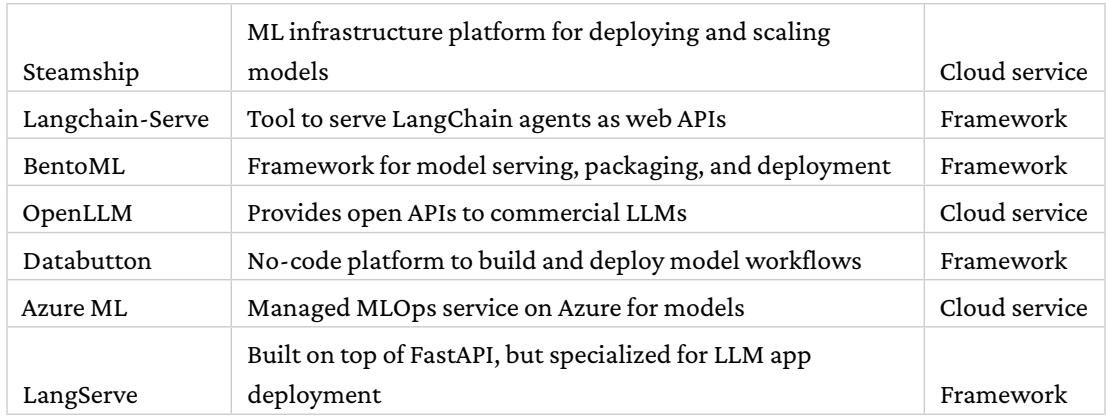 ML infrastructure platform for deploying and scaling
Steamship models Cloud service
Langchain-Serve Tool to serve LangChain agents as web APIs Framework
BentoML Framework for model serving, packaging, and deployment Framework
OpenLLM Provides open APIs to commercial LLMs Cloud service
Databutton No-code platform to build and deploy model workflows Framework
Azure ML Managed MLOps service on Azure for models Cloud service
Built on top of FastAPI, but specialized for LLM app
LangServe deployment Framework